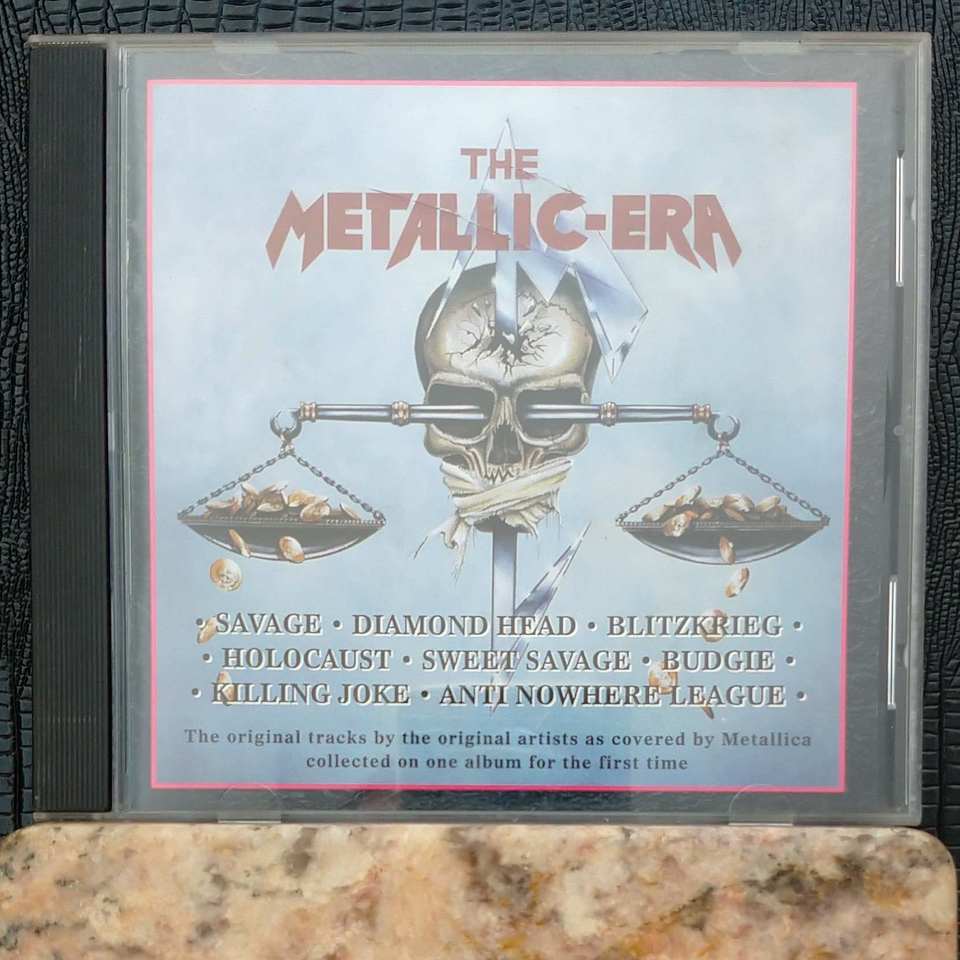 THE
METALLIC-ERA
• SAVAGE • DIAMOND HEAD • BLITZKRIEG •
• HOLOCAUST • SWEET SAVAGE • BUDGIE •
• KILLING JOKE • ANTI NOWHERE LEAGUE •
The original tracks by the original artists as covered by Metallica
collected on one album for the first time